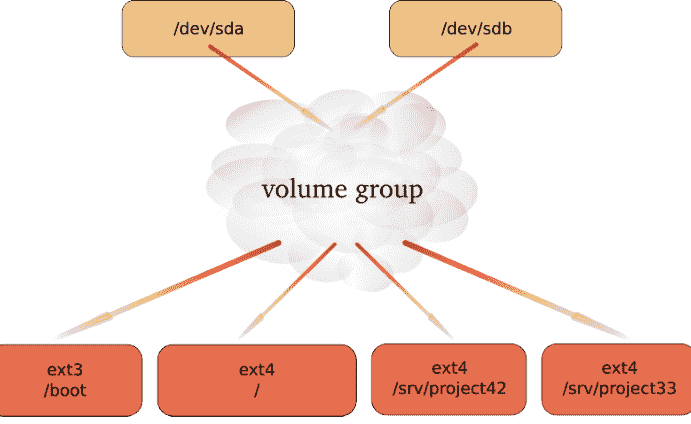 /dev/sda
/dev/sdb
volume group
ext3
/boot
ext4
/
ext4
/srv/project42
ext4
/srv/project33